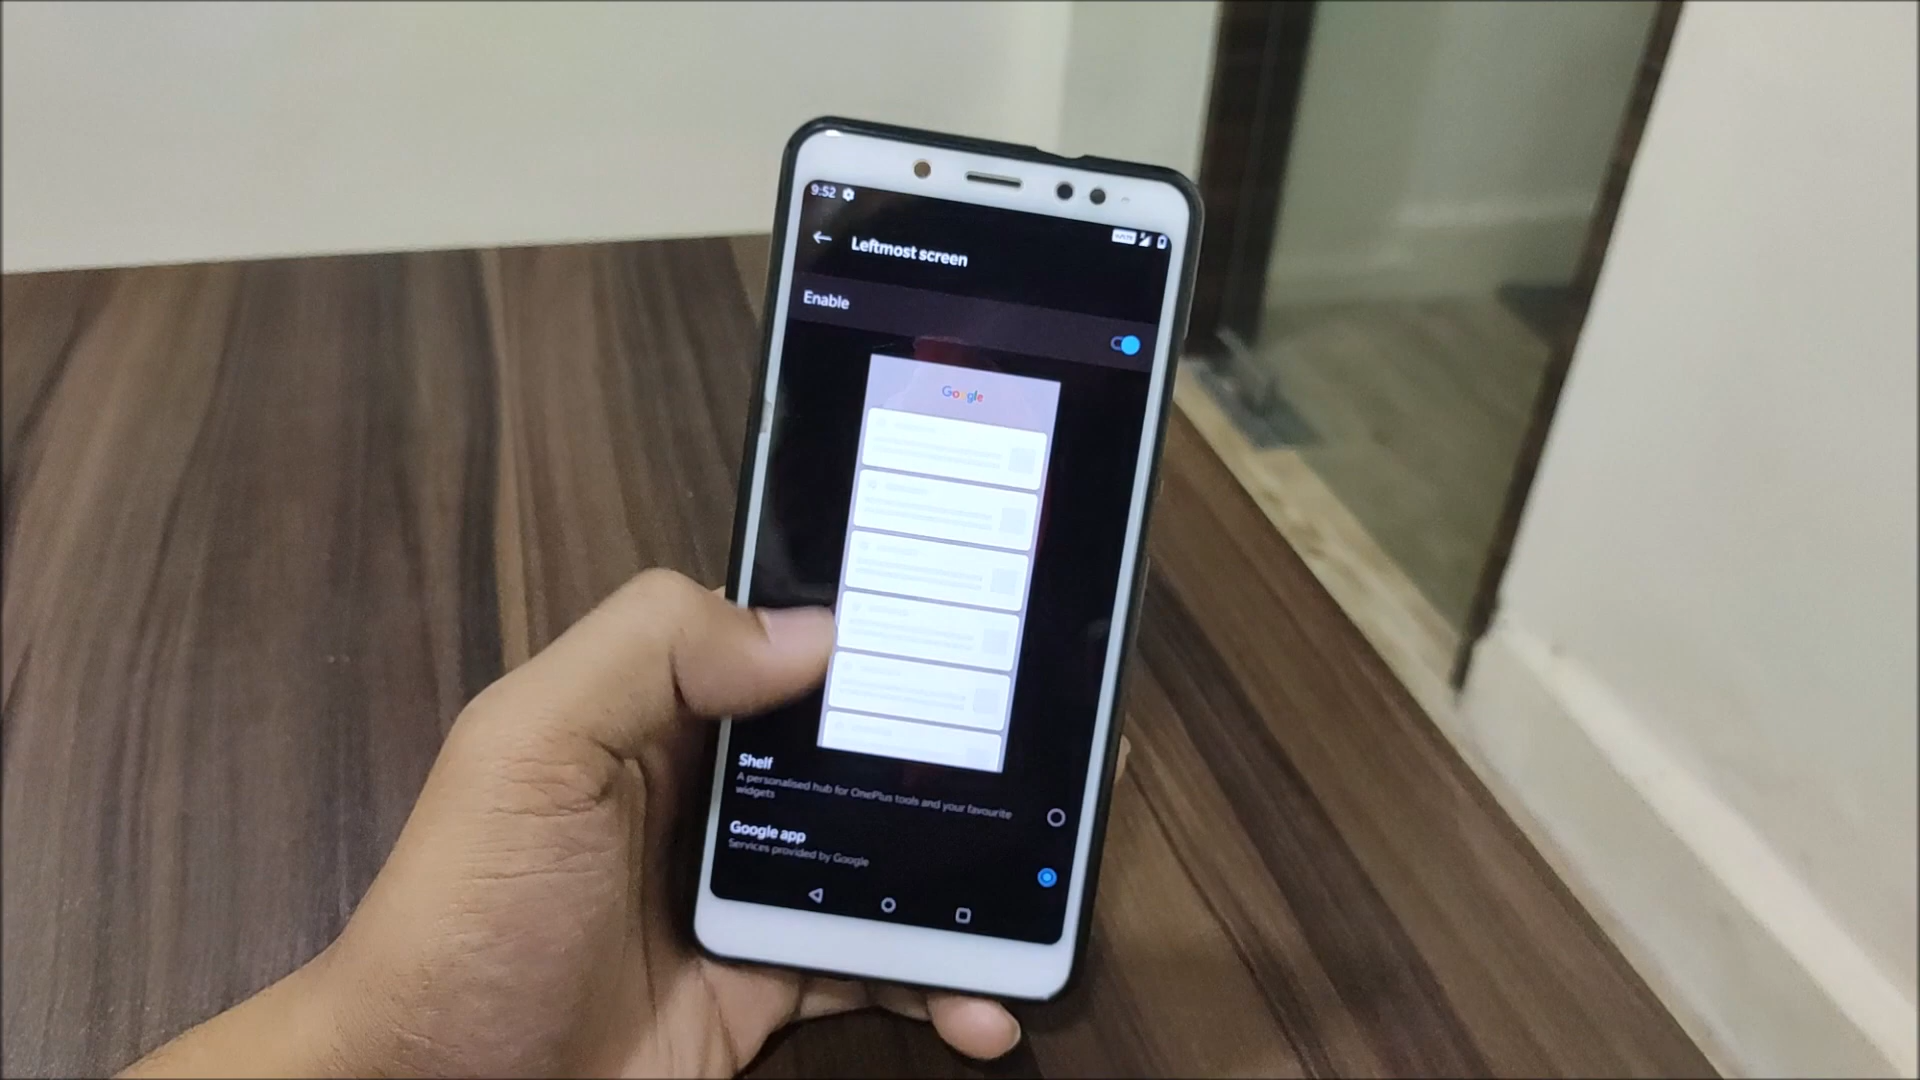 9:52
Leftmost screen
Enable
Google
Shelf
A personalised hub for OnePlus tools and your favourite
widgets
Google app
Services provided by Google